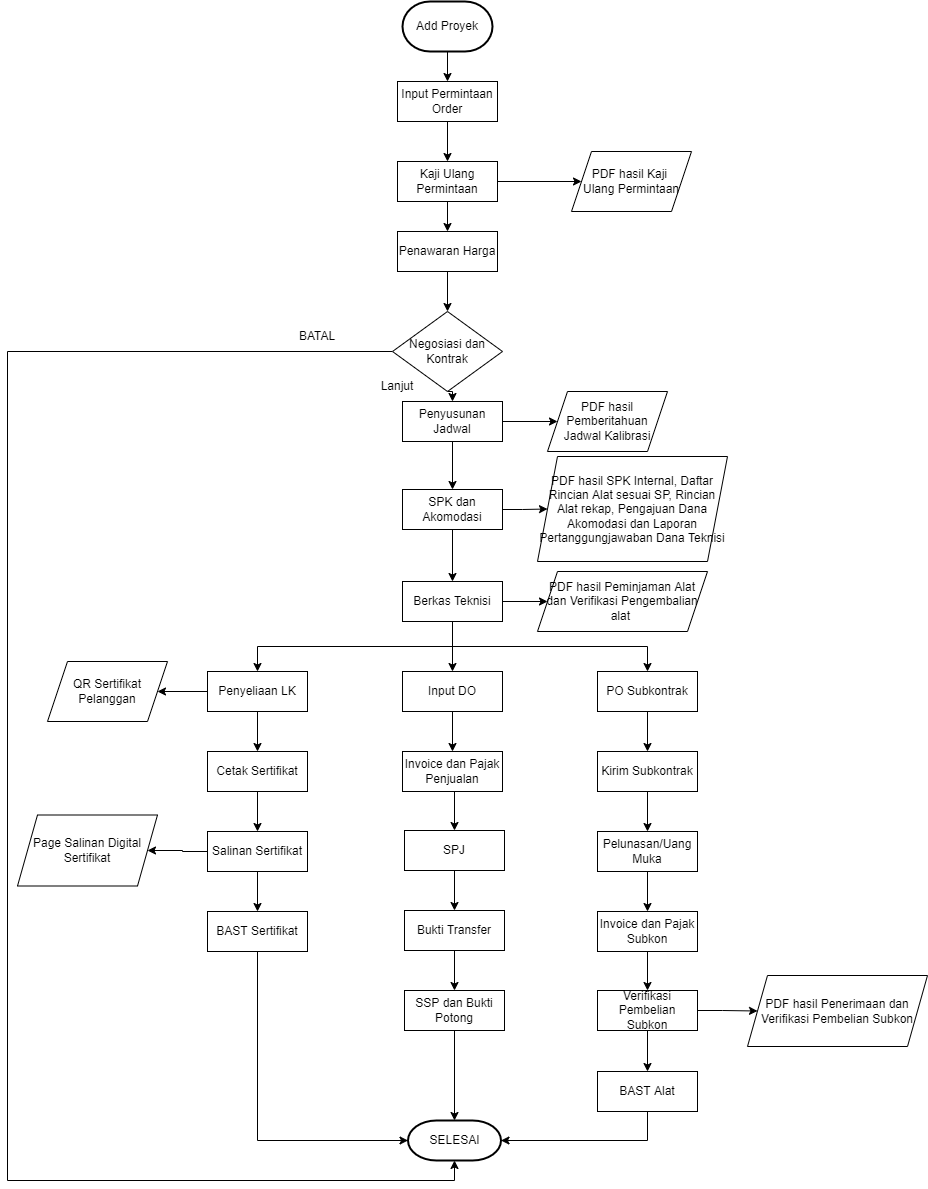 Add Proyek
Input Permintaan
Order
Kaji Ulang
Permintaan
PDF hasil Kaji
Ulang Permintaan
Penawaran Harga
BATAL
Negosiasi dan
Kontrak
Lanjut
Penyusunan
Jadwal
PDF hasil
Pemberitahuan
Jadwal Kalibrasi
SPK dan
Akomodasi
PDF hasil SPK Internal, Daftar
Rincian Alat sesuai SP, Rincian
Alat rekap, Pengajuan Dana
Akomodasi dan Laporan
Pertanggungjawaban Dana Teknisi
Berkas Teknisi
PDF hasil Peminjaman Alat
dan Verifikasi Pengembalian
alat
QR Sertifikat
Pelanggan
Penyeliaan LK
Input DO
PO Subkontrak
Cetak Sertifikat
Invoice dan Pajak
Penjualan
Kirim Subkontrak
Page Salinan Digital
Sertifikat
Salinan Sertifikat
SPJ
Pelunasan/Uang
Muka
BAST Sertifikat
Bukti Transfer
Invoice dan Pajak
Subkon
SSP dan Bukti
Potong
Verifikasi
Pembelian
Subkon
PDF hasil Penerimaan dan
Verifikasi Pembelian Subkon
BAST Alat
SELESAI